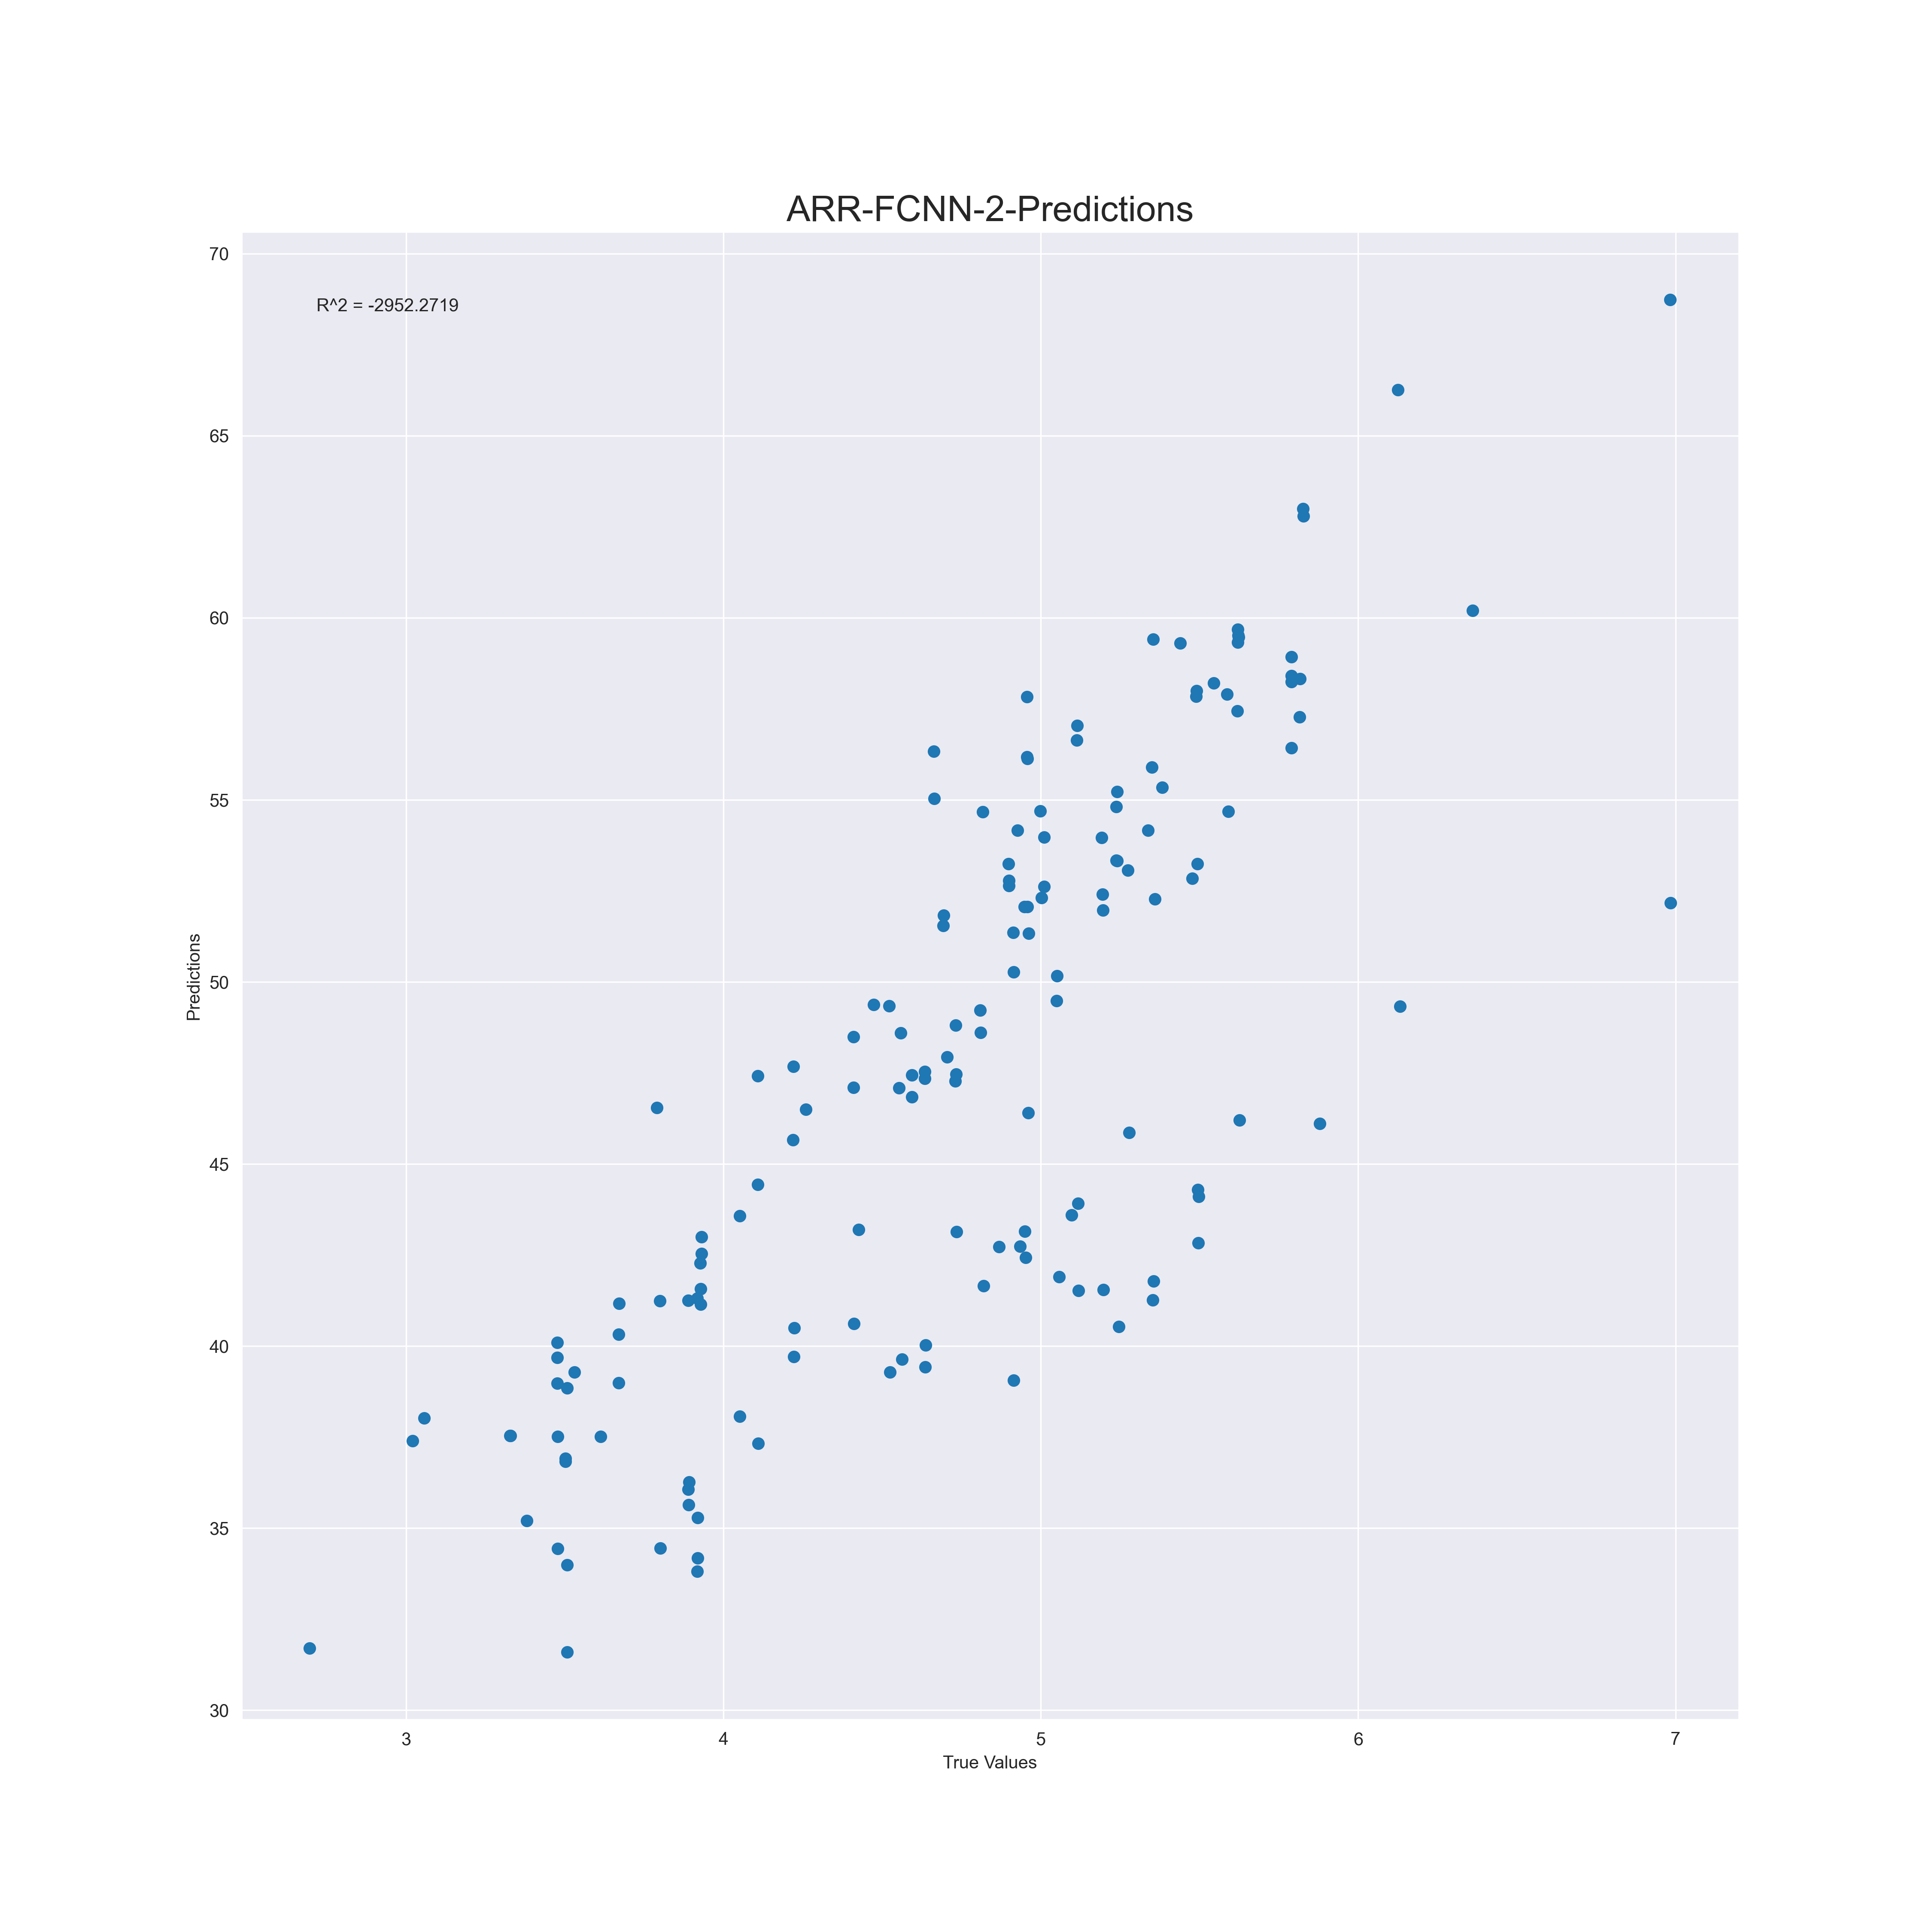 ARR-FCNN-2-Predictions
R^2 = -2952.2719
70
65
60
55
50
45
40
35
30
Predictions
3 4 5 6 7
True Values